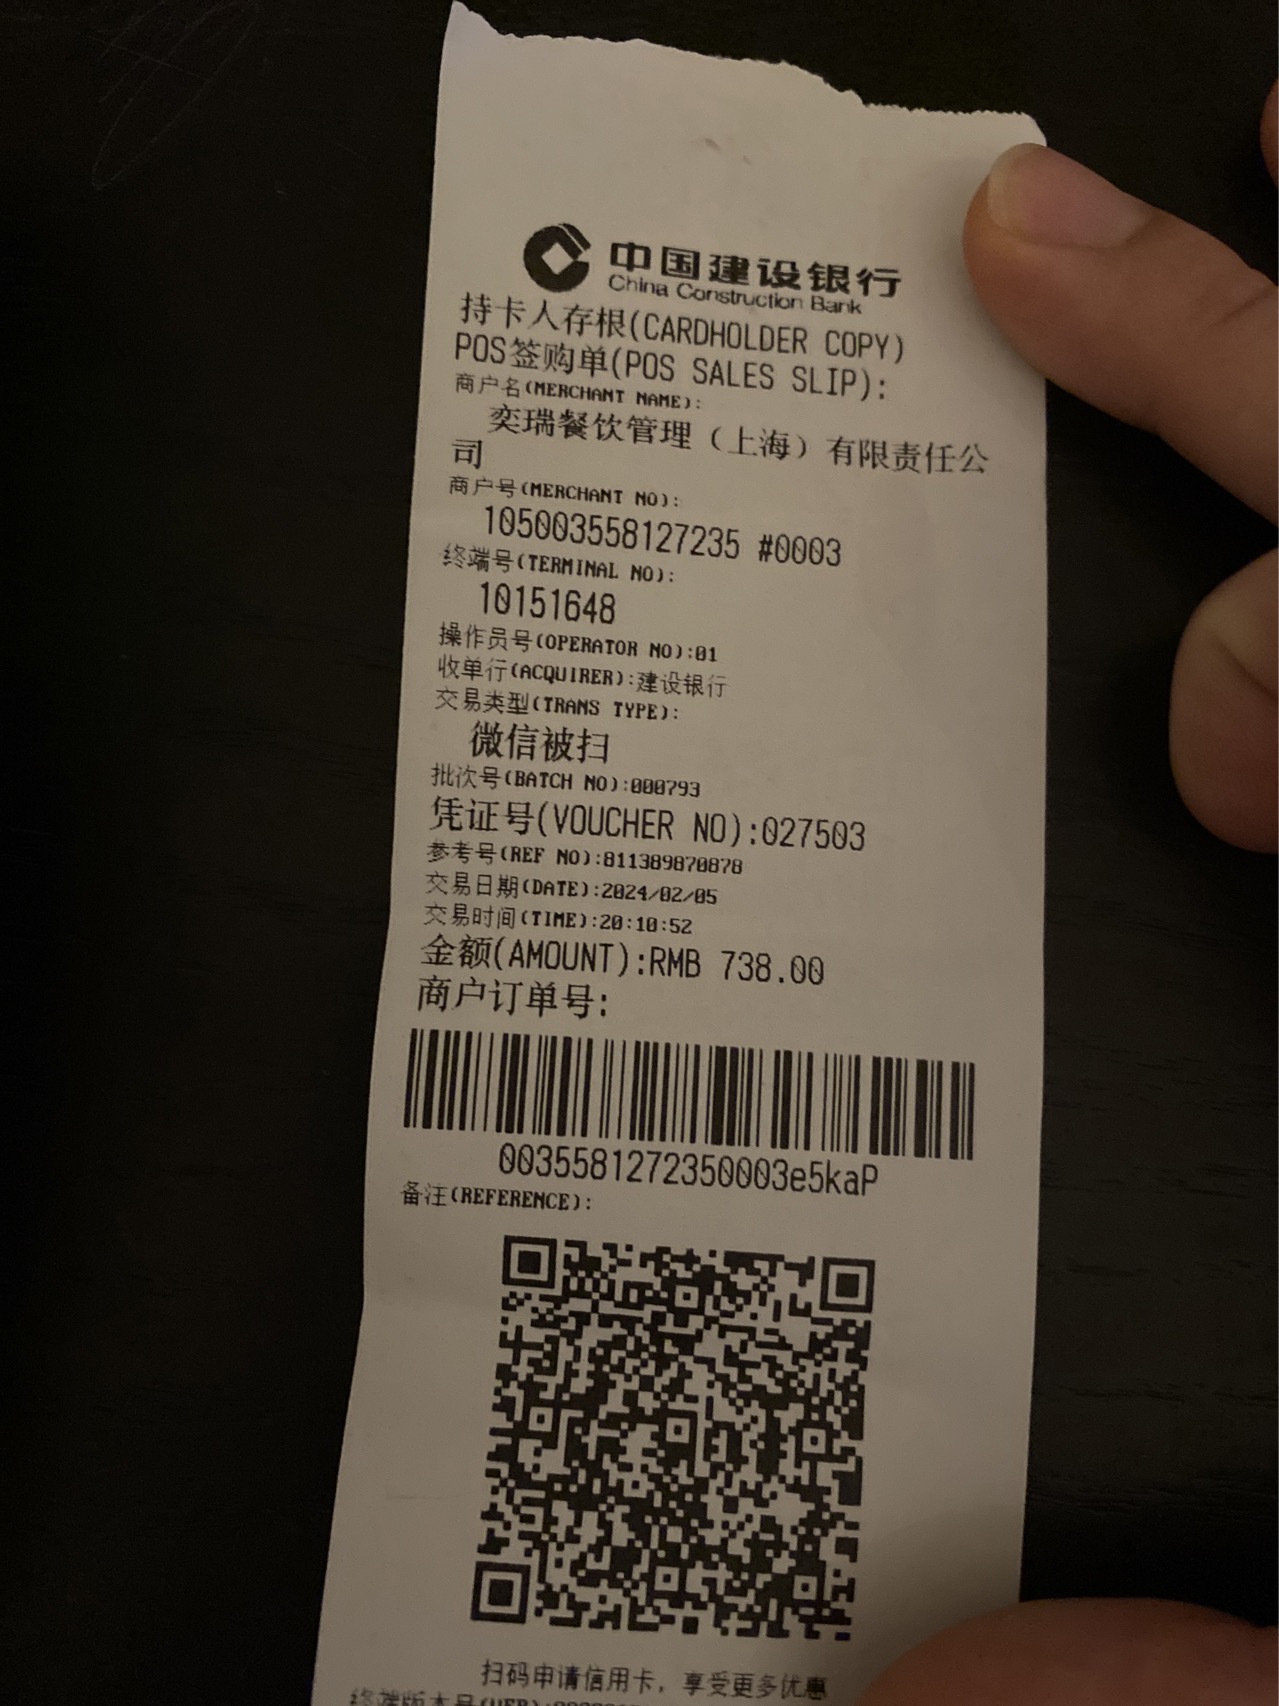 中国建设银行
China Construction Bank
持卡人存根(CARDHOLDER COPY)
POS签购单(POS SALES SLIP):
商户名(MERCHANT NAME):
奕瑞餐饮管理（上海）有限责任公
司
商户号(MERCHANT NO):
105003558127235 #0003
终端号(TERMINAL NO):
10151648
操作员号(OPERATOR NO):01
收单行(ACQUIRER):建设银行
交易类型(TRANS TYPE):
微信被扫
批次号(BATCH NO):000793
凭证号(VOUCHER NO):027503
参考号(REF NO):811389870878
交易日期(DATE):2024/02/05
交易时间(TIME):20:10:52
金额(AMOUNT):RMB 738.00
商户订单号:
0035581272350003e5kaP
备注(REFERENCE):
扫码申请信用卡，享受更多优惠
终端版本号(VER):